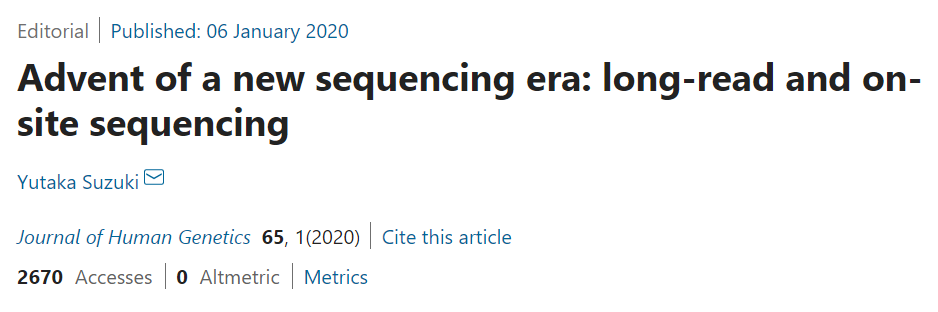 Editorial | Published: 06 January 2020
Advent of a new sequencing era: long-read and on-
site sequencing
Yutaka Suzuki
Journal of Human Genetics 65, 1(2020) | Cite this article
2670 Accesses | 0 Altmetric | Metrics